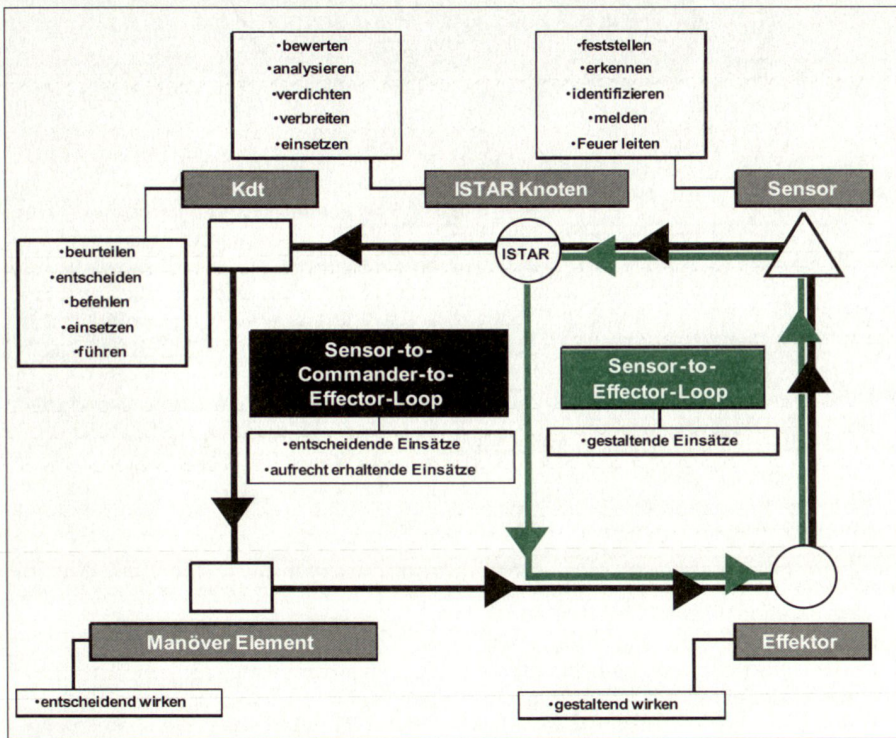 •bewerten
•analysieren
•verdichten
•verbreiten
•einsetzen
•feststellen
•erkennen
•identifizieren
•melden
•Feuer leiten
Kdt
ISTAR Knoten
Sensor
•beurteilen
•entscheiden
•befehlen
•einsetzen
•führen
ISTAR
Sensor-to-
Commander-to-
Effector-Loop
•entscheidende Einsätze
•aufrecht erhaltende Einsätze
Sensor-to-
Effector-Loop
•gestaltende Einsätze
Manöver Element
Effektor
•entscheidend wirken
•gestaltend wirken